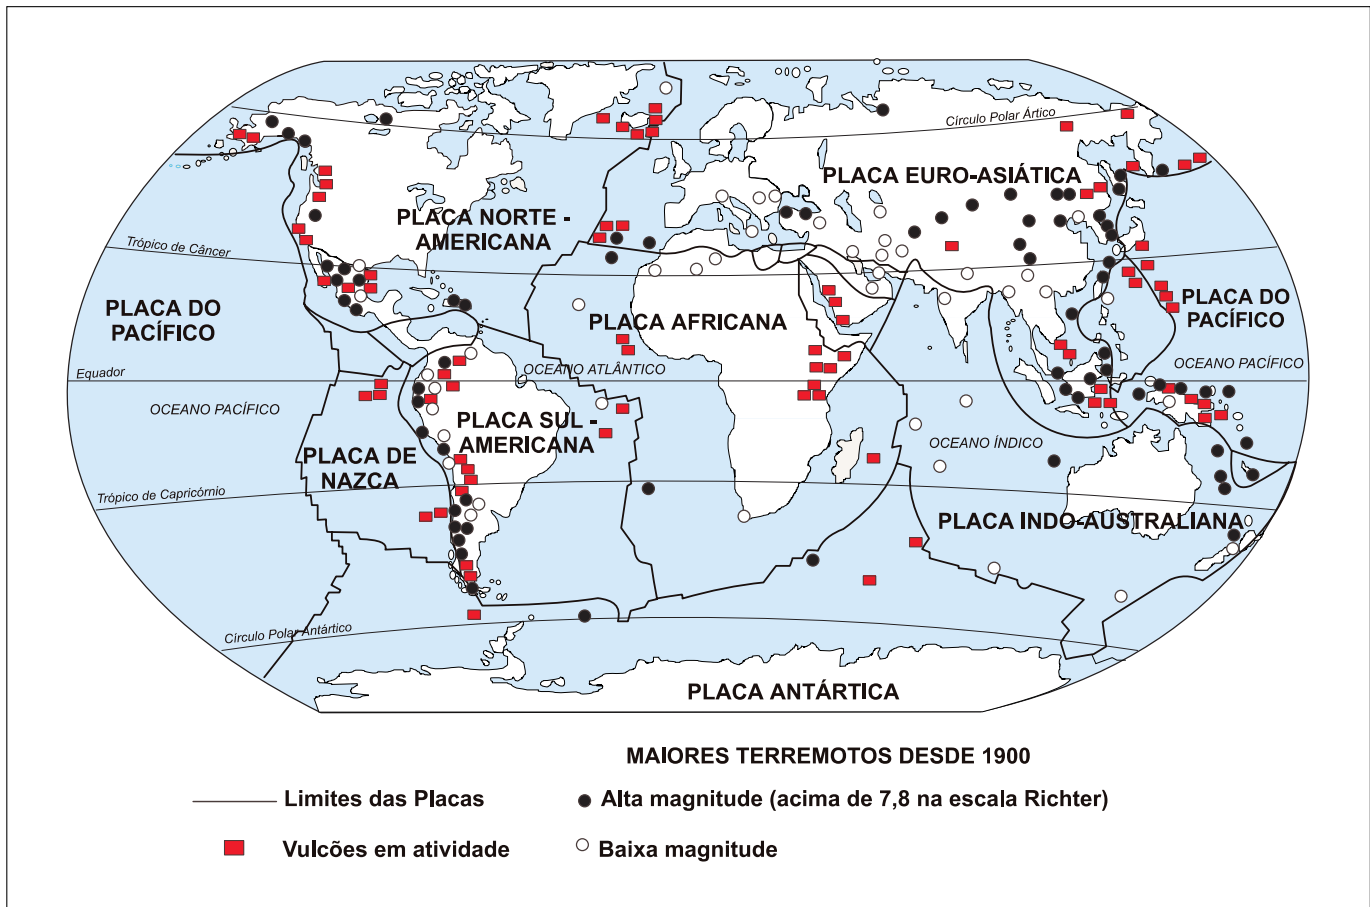 Círculo Polar Ártico
PLACA EURO-ASIÁTICA
PLACA NORTE -
AMERICANA
Trópico de Câncer
PLACA DO
PACÍFICO
PLACA AFRICANA
PLACA DO
PACÍFICO
Equador
OCEANO ATLÂNTICO
OCEANO PACÍFICO
OCEANO PACÍFICO
PLACA SUL -
AMERICANA
OCEANO ÍNDICO
PLACA DE
NAZCA
Trópico de Capricórnio
PLACA INDO-AUSTRALIANA
Círculo Polar Antártico
PLACA ANTÁRTICA
MAIORES TERREMOTOS DESDE 1900
Limites das Placas
Alta magnitude (acima de 7,8 na escala Richter)
Vulcões em atividade
Baixa magnitude